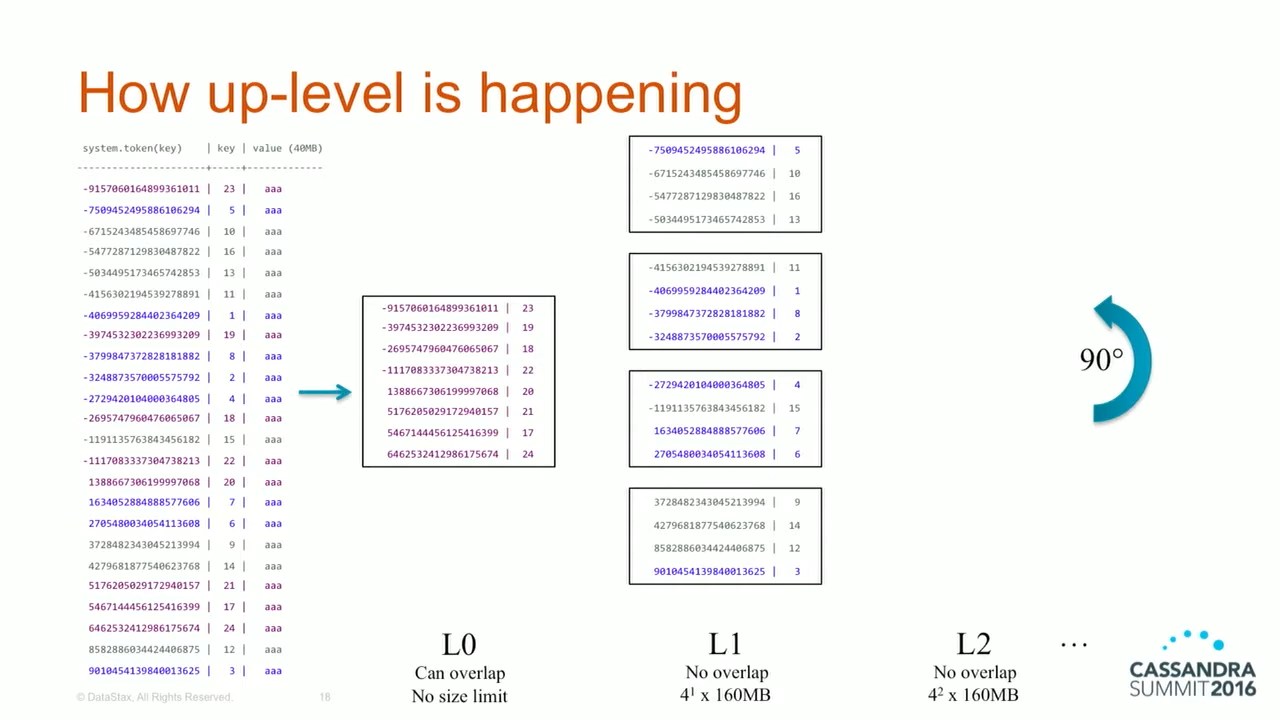 How up-level is happening
system.token(key) | key | value (40MB)
-----------------------+-----+-------------
-9157060164899361011 | 23 | aaa
-7509452495886106294 | 5 | aaa
-6715243485458697746 | 10 | aaa
-5477287129830487822 | 16 | aaa
-5034495173465742853 | 13 | aaa
-4156302194539278891 | 11 | aaa
-4069959284402364209 | 1 | aaa
-3974532302236993209 | 19 | aaa
-3799847372828181882 | 8 | aaa
-3248873570005575792 | 2 | aaa
-2729420104000364805 | 4 | aaa
-2695747960476065067 | 18 | aaa
-1191135763843456182 | 15 | aaa
-1117083337304738213 | 22 | aaa
1388667306199997068 | 20 | aaa
1634052884888577606 | 7 | aaa
2705480034054113608 | 6 | aaa
3728482343045213994 | 9 | aaa
4279681877540623768 | 14 | aaa
5176205029172940157 | 21 | aaa
5467144456125416399 | 17 | aaa
6462532412986175674 | 24 | aaa
8582886034424406875 | 12 | aaa
9010454139840013625 | 3 | aaa
-9157060164899361011 | 23
-3974532302236993209 | 19
-2695747960476065067 | 18
-1117083337304738213 | 22
1388667306199997068 | 20
5176205029172940157 | 21
5467144456125416399 | 17
6462532412986175674 | 24
L0
Can overlap
No size limit
-7509452495886106294 | 5
-6715243485458697746 | 10
-5477287129830487822 | 16
-5034495173465742853 | 13
-4156302194539278891 | 11
-4069959284402364209 | 1
-3799847372828181882 | 8
-3248873570005575792 | 2
-2729420104000364805 | 4
-1191135763843456182 | 15
1634052884888577606 | 7
2705480034054113608 | 6
3728482343045213994 | 9
4279681877540623768 | 14
8582886034424406875 | 12
9010454139840013625 | 3
L1
No overlap
4¹ x 160MB
L2
No overlap
4² x 160MB
...
90°
© DataStax, All Rights Reserved.
18
CASSANDRA
SUMMIT2016